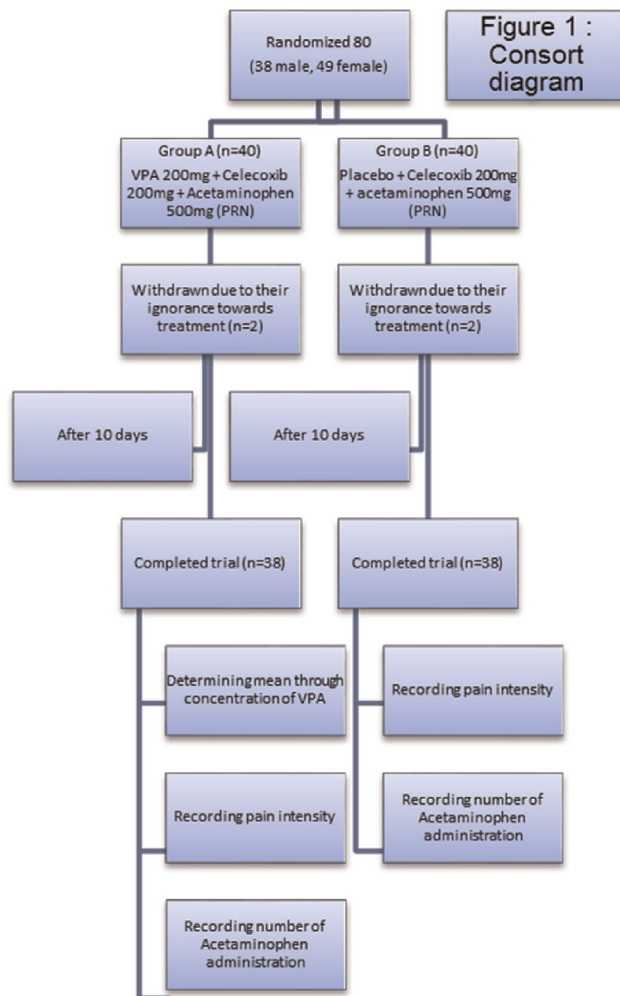 Randomized 80
(38 male, 49 female)
Figure 1 :
Consort
diagram
Group A (n=40)
VPA 200mg + Celecoxib
200mg + Acetaminophen
500mg (PRN)
Group B (n=40)
Placebo + Celecoxib 200mg
+ acetaminophen 500mg
(PRN)
Withdrawn due to their
ignorance towards
treatment (n=2)
Withdrawn due to their
ignorance towards
treatment (n=2)
After 10 days
After 10 days
Completed trial (n=38)
Completed trial (n=38)
Determining mean through
concentration of VPA
Recording pain intensity
Recording pain intensity
Recording number of
Acetaminophen
administration
Recording number of
Acetaminophen
administration